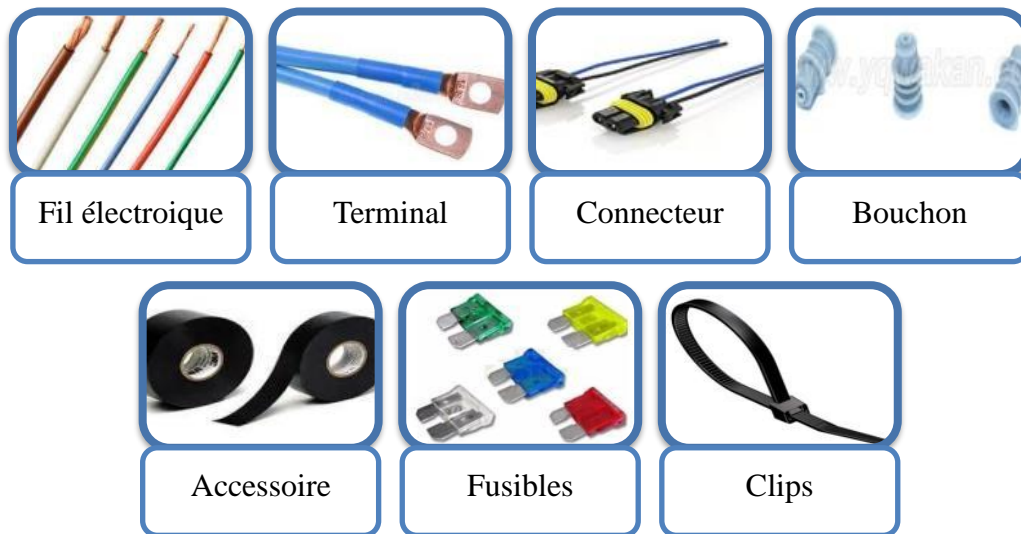 Fil électroique
Terminal
Connecteur
Bouchon
Accessoire
Fusibles
Clips